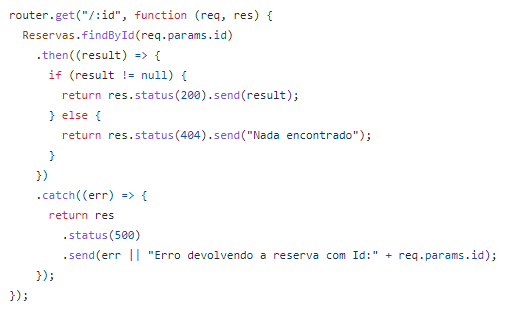 router.get("/:id", function (req, res) {
  Reservas.findById(req.params.id)
    .then((result) => {
      if (result != null) {
        return res.status(200).send(result);
      } else {
        return res.status(404).send("Nada encontrado");
      }
    })
    .catch((err) => {
      return res
        .status(500)
        .send(err || "Erro devolvendo a reserva com Id:" + req.params.id);
    });
});